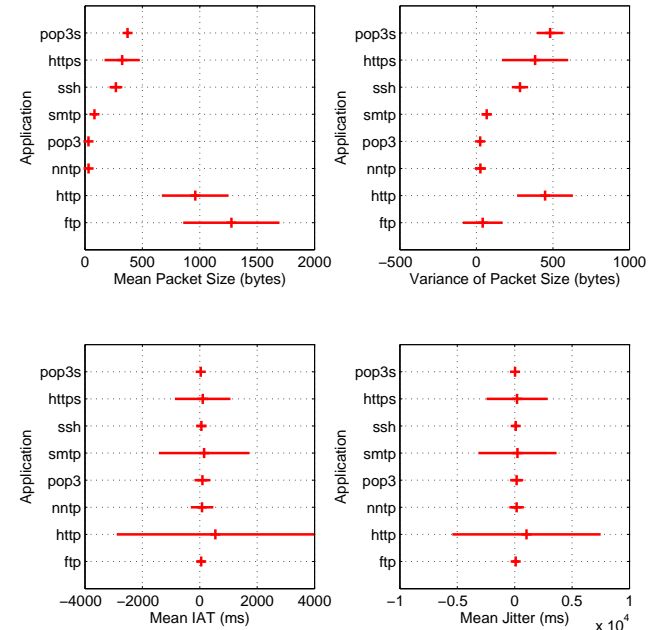 pop3s
https
ssh
smtp
pop3
nntp
http
ftp
Application
0 500 1000 1500 2000
Mean Packet Size (bytes)
pop3s
https
ssh
smtp
pop3
nntp
http
ftp
Application
−500 0 500 1000
Variance of Packet Size (bytes)
pop3s
https
ssh
smtp
pop3
nntp
http
ftp
Application
−4000 −2000 0 2000 4000
Mean IAT (ms)
pop3s
https
ssh
smtp
pop3
nntp
http
ftp
Application
−1 −0.5 0 0.5 1
Mean Jitter (ms)
x 10^4